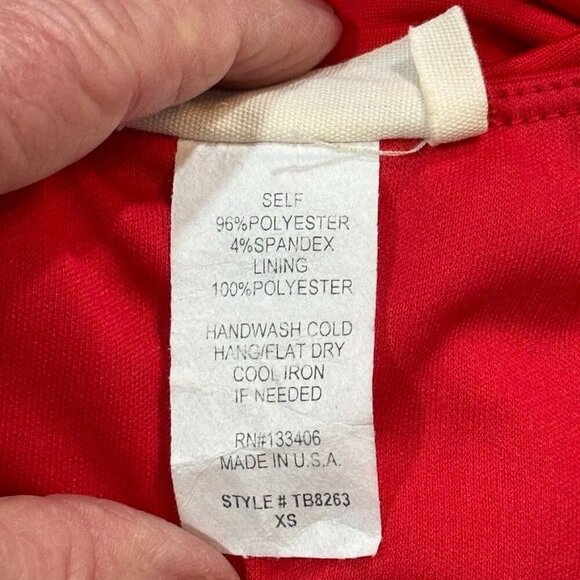 SELF
96%POLYESTER
4%SPANDEX
LINING
100%POLYESTER
HANDWASH COLD
HANG/FLAT DRY
COOL IRON
IF NEEDED
RN#133406
MADE IN U.S.A.
STYLE # TB8263
XS